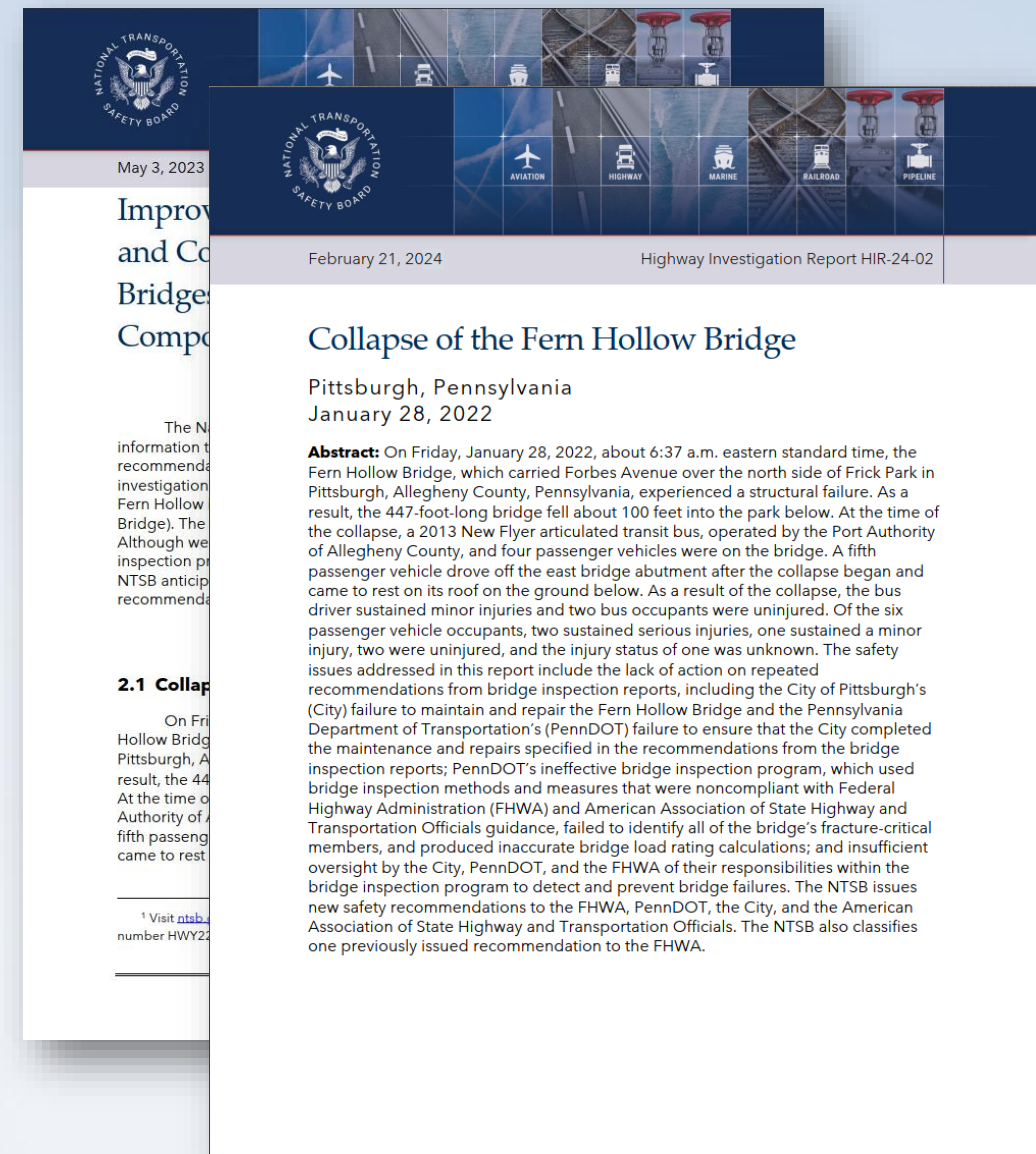 NATIONAL TRANSPORTATION SAFETY BOARD
May 3, 2023
and
Bridges
The
information
investigation
Fern Hollow
Bridge). The
Although we
inspection
NTSB
2.1
On
Hollow
Pittsburgh,
result, the 44
At the time
Authority of
fifth
came to rest
1 Visit
number
NATIONAL TRANSPORTATION SAFETY BOARD
AVIATION
HIGHWAY
MARINE
RAILROAD
PIPELINE
February 21, 2024 Highway Investigation Report HIR-24-02
Collapse of the Fern Hollow Bridge
Pittsburgh, Pennsylvania
January 28, 2022
Abstract: On Friday, January 28, 2022, about 6:37 a.m. eastern standard time, the
Fern Hollow Bridge, which carried Forbes Avenue over the north side of Frick Park in
Pittsburgh, Allegheny County, Pennsylvania, experienced a structural failure. As a
result, the 447-foot-long bridge fell about 100 feet into the park below. At the time of
the collapse, a 2013 New Flyer articulated transit bus, operated by the Port Authority
of Allegheny County, and four passenger vehicles were on the bridge. A fifth
passenger vehicle drove off the east bridge abutment after the collapse began and
came to rest on its roof on the ground below. As a result of the collapse, the bus
driver sustained minor injuries and two bus occupants were uninjured. Of the six
passenger vehicle occupants, two sustained serious injuries, one sustained a minor
injury, two were uninjured, and the injury status of one was unknown. The safety
issues addressed in this report include the lack of action on repeated
recommendations from bridge inspection reports, including the City of Pittsburgh's
(City) failure to maintain and repair the Fern Hollow Bridge and the Pennsylvania
Department of Transportation's (PennDOT) failure to ensure that the City completed
the maintenance and repairs specified in the recommendations from the bridge
inspection reports; PennDOT's ineffective bridge inspection program, which used
bridge inspection methods and measures that were noncompliant with Federal
Highway Administration (FHWA) and American Association of State Highway and
Transportation Officials guidance, failed to identify all of the bridge's fracture-critical
members, and produced inaccurate bridge load rating calculations; and insufficient
oversight by the City, PennDOT, and the FHWA of their responsibilities within the
bridge inspection program to detect and prevent bridge failures. The NTSB issues
new safety recommendations to the FHWA, PennDOT, the City, and the American
Association of State Highway and Transportation Officials. The NTSB also classifies
one previously issued recommendation to the FHWA.